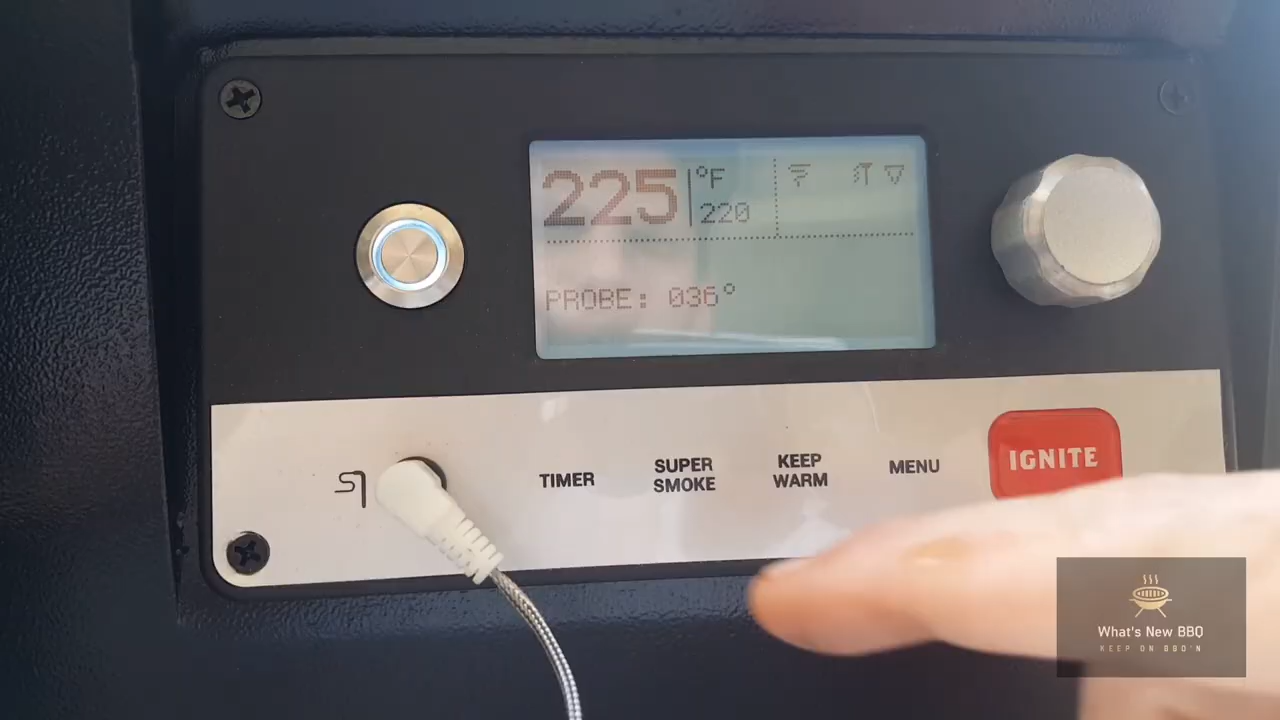 225 °F
220
PROBE: 036°
TIMER
SUPER
SMOKE
KEEP
WARM
MENU
IGNITE
What's New BBQ
KEEP ON BBQ'N